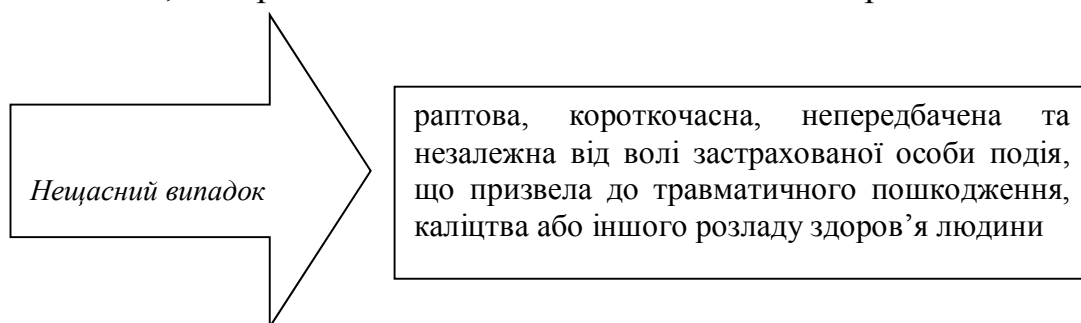 Нещасний випадок
раптова, короткочасна, непередбачена та
незалежна від волі застрахованої особи подія,
що призвела до травматичного пошкодження,
каліцтва або іншого розладу здоров’я людини